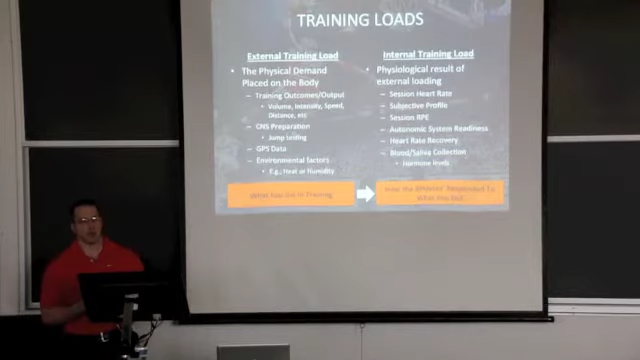 TRAINING LOADS
External Training Load
• The Physical Demand
Placed on the Body
– Training Outcomes/Output
• Volume, Intensity, Speed,
Distance, etc
– CNS Preparation
• Jump testing
– GPS Data
– Environmental factors
• E.g., Heat or Humidity
What You did In Training
Internal Training Load
• Physiological result of
external loading
– Session Heart Rate
– Subjective Profile
– Session RPE
– Autonomic System Readiness
– Heart Rate Recovery
– Blood/Saliva Collection
• Hormone levels
How the Responded To
What You Did